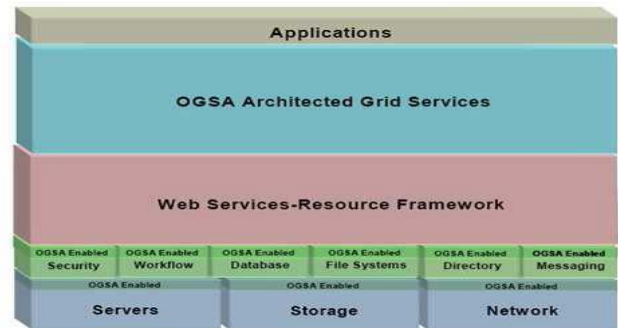 Applications
OGSA Architected Grid Services
Web Services-Resource Framework
OGSA Enabled OGSA Enabled OGSA Enabled OGSA Enabled OGSA Enabled OGSA Enabled
Security Workflow Database File Systems Directory Messaging
OGSA Enabled OGSA Enabled OGSA Enabled
Servers Storage Network